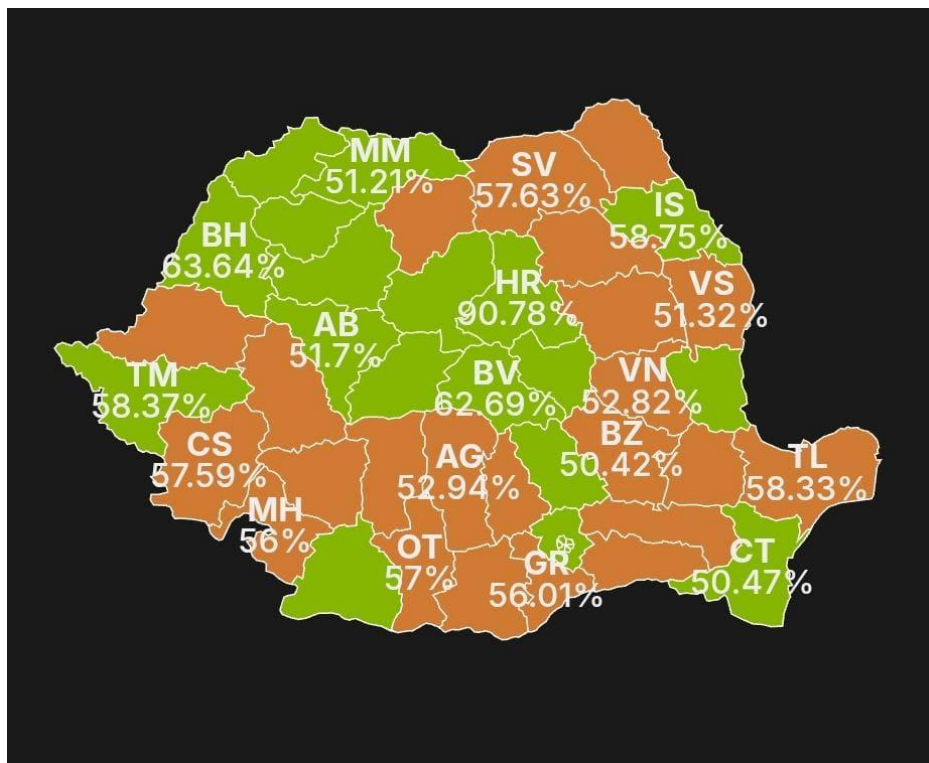 MM
51.21%
SV
57.63%
IS
58.75%
BH
63.64%
HR
90.78%
VS
51.32%
AB
51.7%
TM
58.37%
BV
62.69%
VN
52.82%
CS
57.59%
AG
52.94%
BZ
50.42%
TL
58.33%
MH
56%
OT
57%
GR
56.01%
CT
50.47%